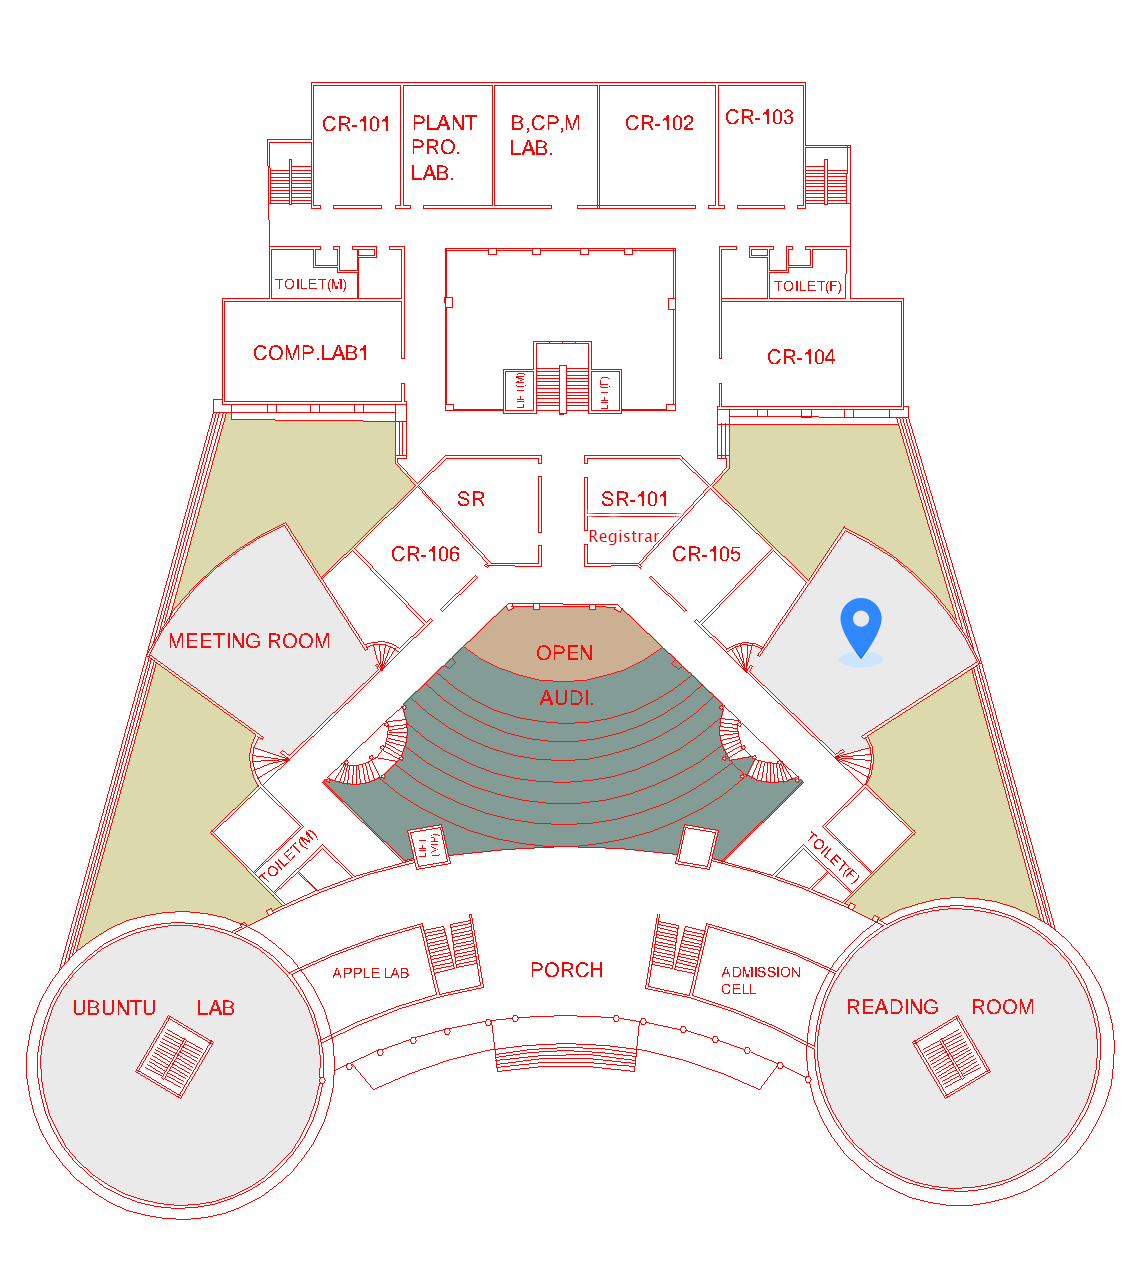 CR-101
PLANT
PRO.
LAB.
B,CP,M
LAB.
CR-102
CR-103
TOILET(M)
TOILET(F)
COMP.LAB1
LIFT(M)
LIFT(F)
CR-104
SR
SR-101
Registrar
CR-106
CR-105
MEETING ROOM
OPEN
AUDI.
LIFT
(VIP)
TOILET(M)
TOILET(F)
APPLE LAB
PORCH
ADMISSION
CELL
UBUNTU LAB
READING ROOM